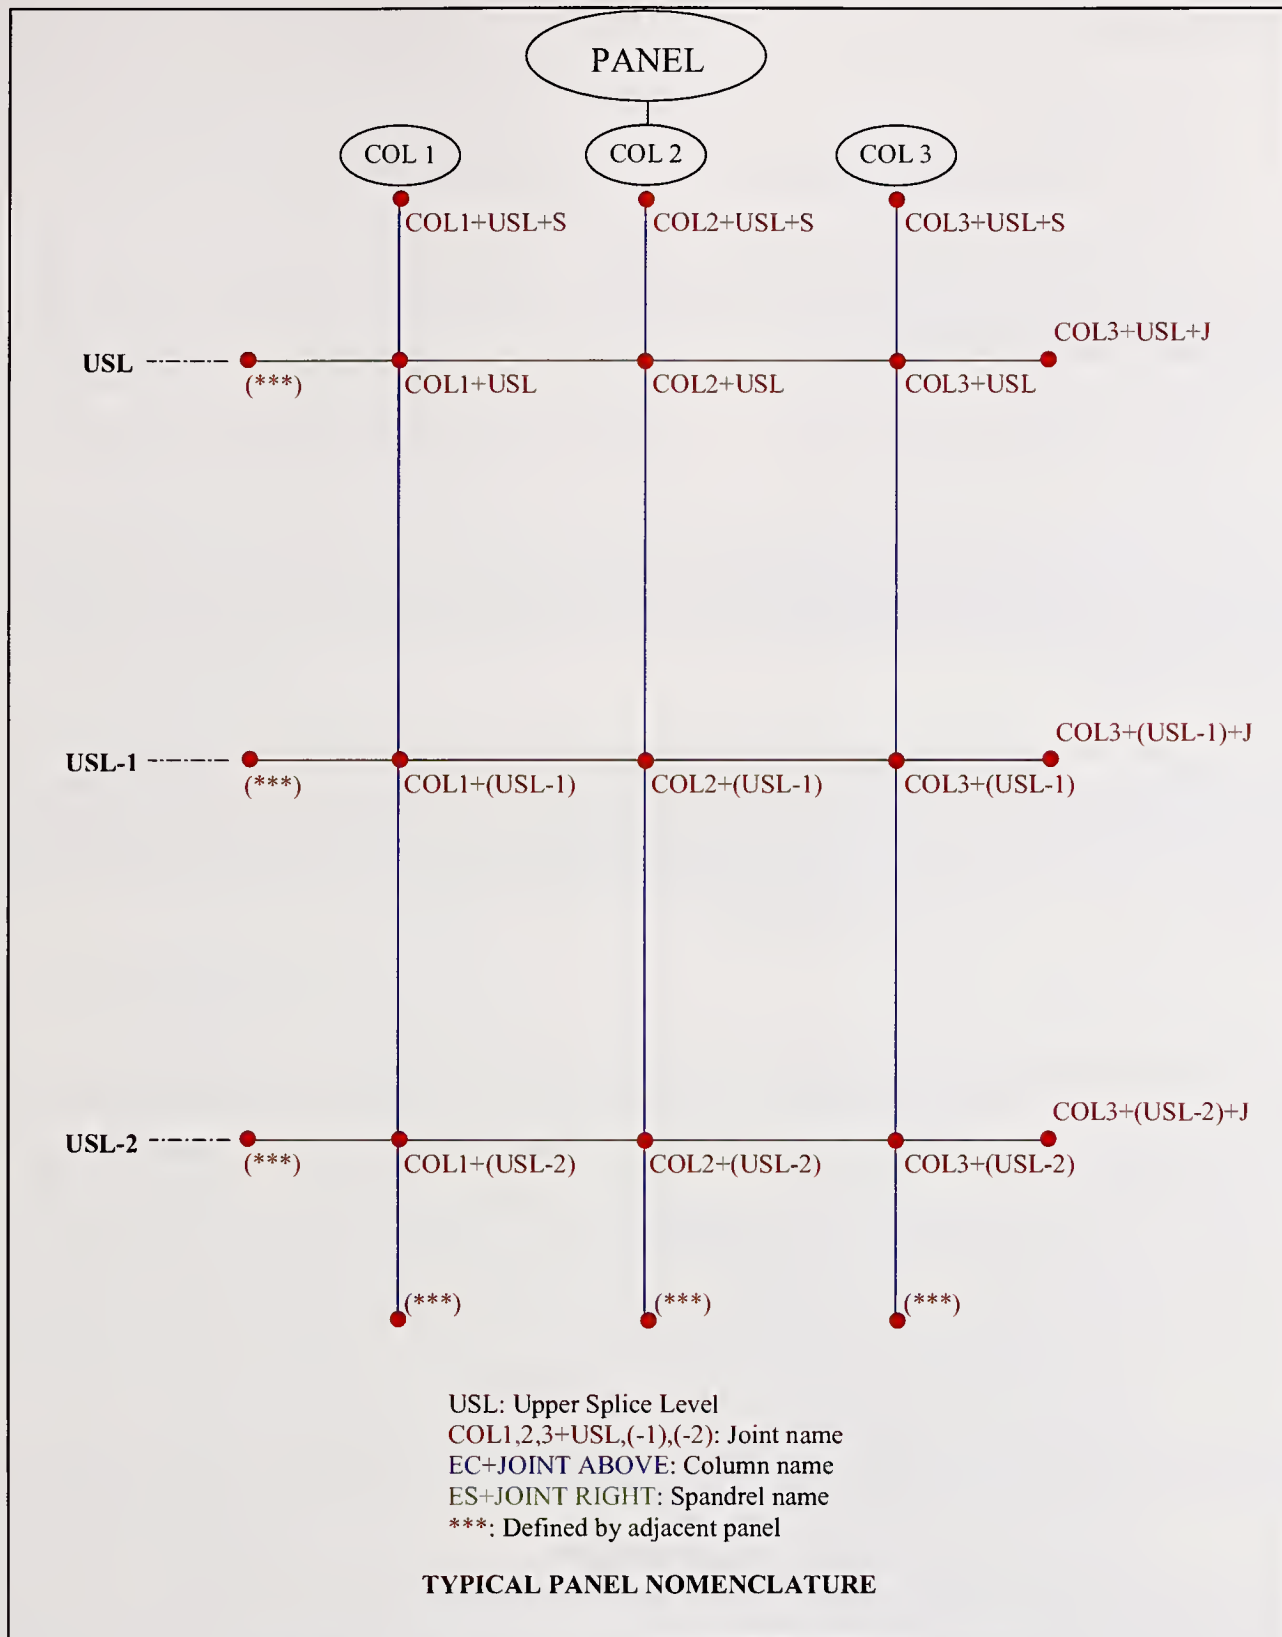 PANEL
COL 1 COL 2 COL 3
COL1+USL+S COL2+USL+S COL3+USL+S
COL3+USL+J
USL
(***) COL1+USL COL2+USL COL3+USL
COL3+(USL-1)+J
USL-1
(***) COL1+(USL-1) COL2+(USL-1) COL3+(USL-1)
COL3+(USL-2)+J
USL-2
(***) COL1+(USL-2) COL2+(USL-2) COL3+(USL-2)
(***) (***) (***)
USL: Upper Splice Level
COL1,2,3+USL,(-1),(-2): Joint name
EC+JOINT ABOVE: Column name
ES+JOINT RIGHT: Spandrel name
***: Defined by adjacent panel
TYPICAL PANEL NOMENCLATURE